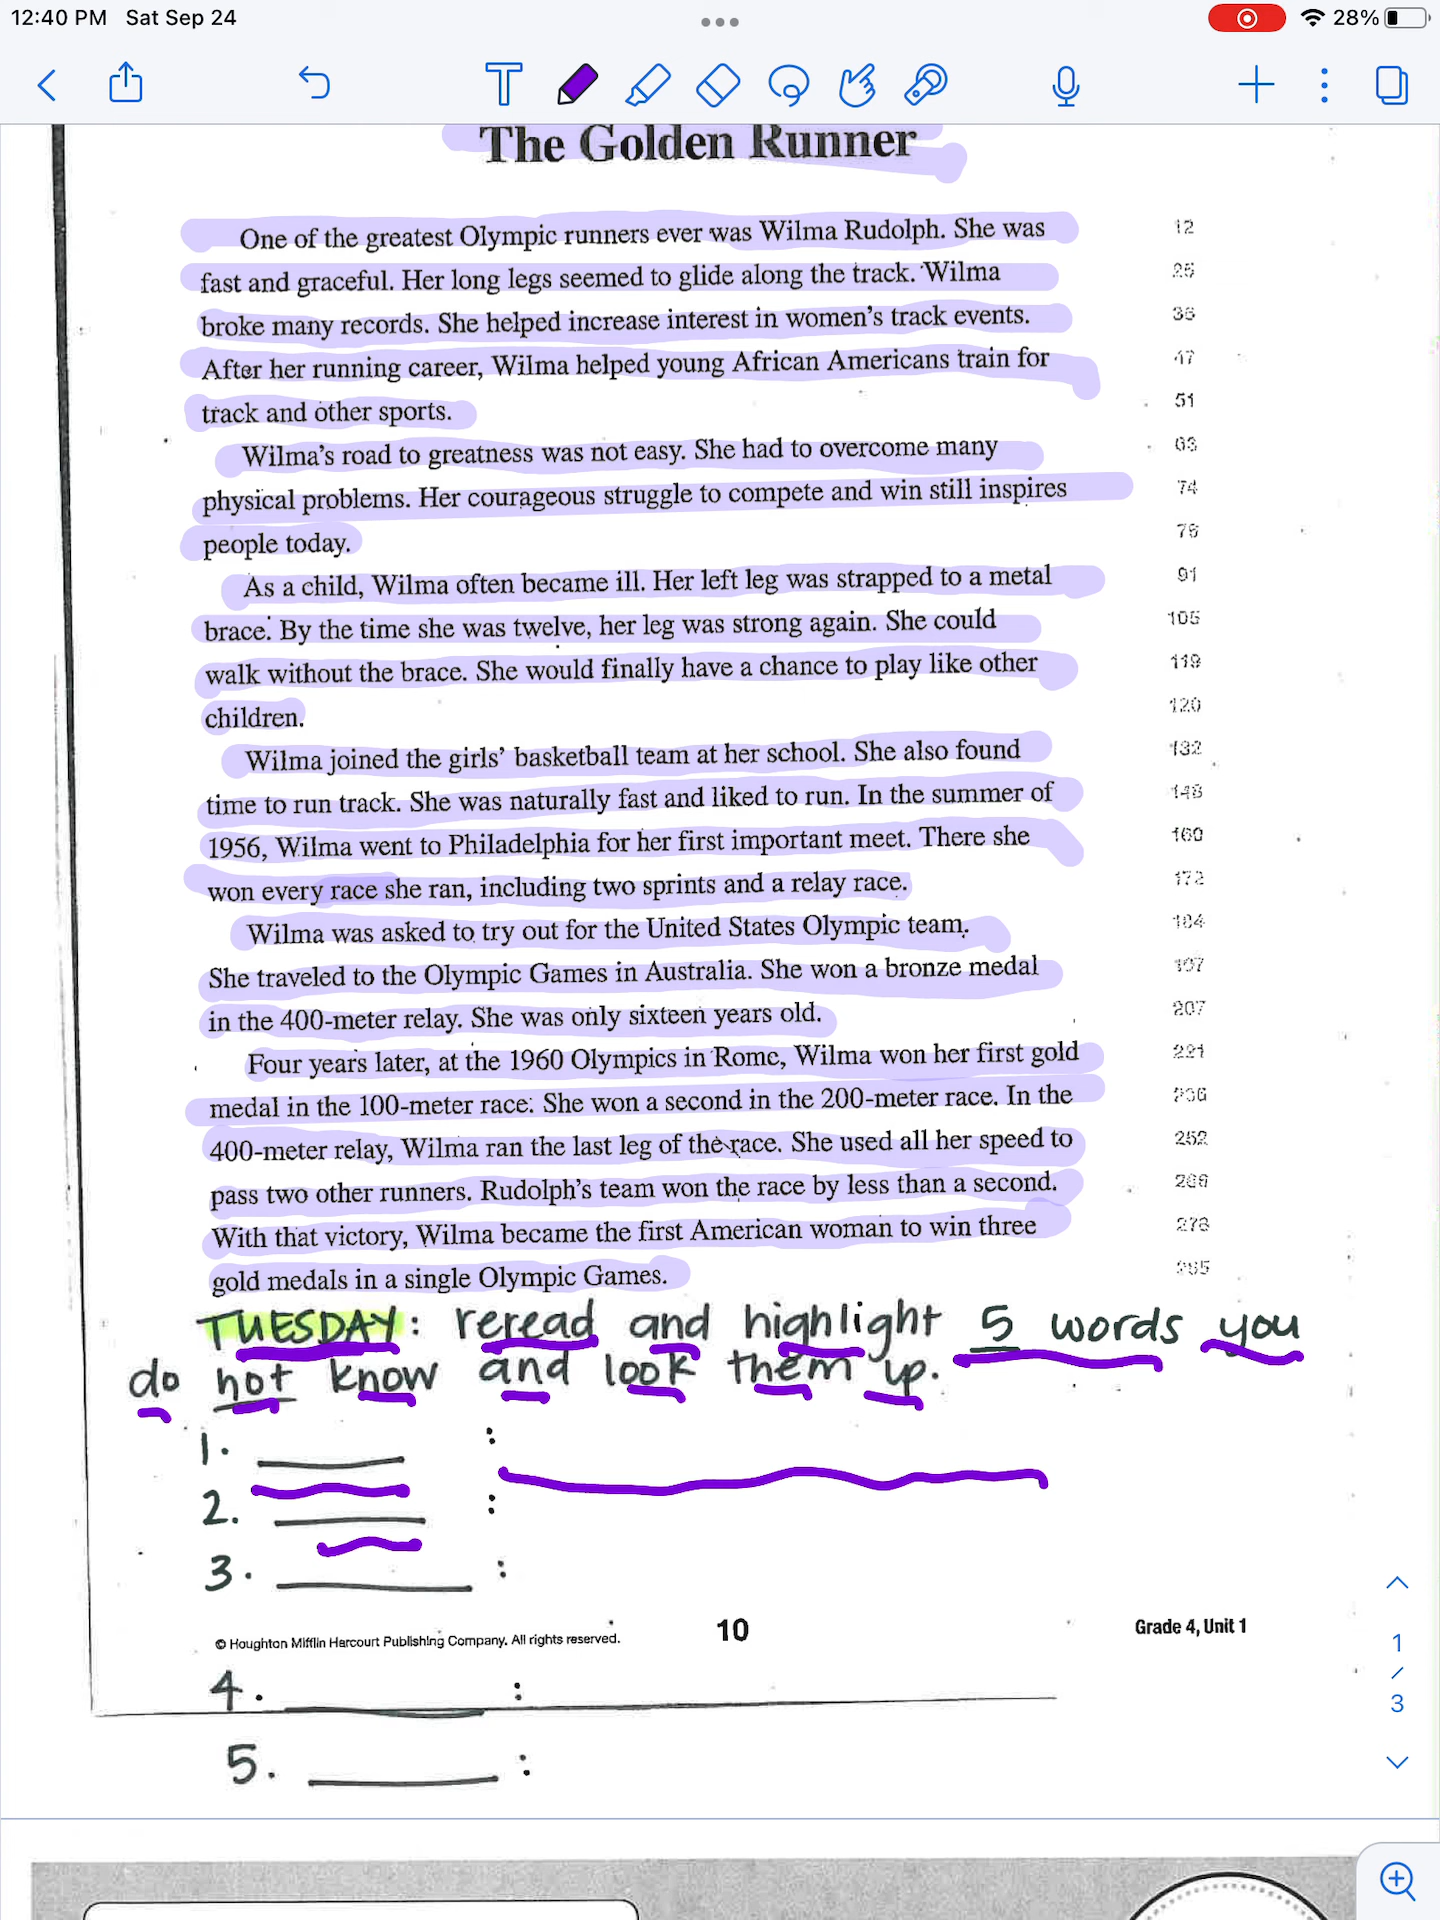 12:40 PM Sat Sep 24
28%
The Golden Runner
One of the greatest Olympic runners ever was Wilma Rudolph. She was 12
fast and graceful. Her long legs seemed to glide along the track. Wilma 25
broke many records. She helped increase interest in women's track events. 36
After her running career, Wilma helped young African Americans train for 47
track and other sports. 51
Wilma's road to greatness was not easy. She had to overcome many 63
physical problems. Her courageous struggle to compete and win still inspires 74
people today. 76
As a child, Wilma often became ill. Her left leg was strapped to a metal 91
brace. By the time she was twelve, her leg was strong again. She could 105
walk without the brace. She would finally have a chance to play like other 119
children. 120
Wilma joined the girls' basketball team at her school. She also found 132
time to run track. She was naturally fast and liked to run. In the summer of 148
1956, Wilma went to Philadelphia for her first important meet. There she 160
won every race she ran, including two sprints and a relay race. 172
Wilma was asked to try out for the United States Olympic team. 184
She traveled to the Olympic Games in Australia. She won a bronze medal 197
in the 400-meter relay. She was only sixteen years old. 207
Four years later, at the 1960 Olympics in Rome, Wilma won her first gold 221
medal in the 100-meter race. She won a second in the 200-meter race. In the 236
400-meter relay, Wilma ran the last leg of the race. She used all her speed to 252
pass two other runners. Rudolph's team won the race by less than a second. 266
With that victory, Wilma became the first American woman to win three 278
gold medals in a single Olympic Games. 285
TUESDAY: reread and highlight 5 words you
do not know and look them up.
1. :
2. :
3. :
© Houghton Mifflin Harcourt Publishing Company. All rights reserved. 10 Grade 4, Unit 1
4. :
5. :
1
/
3